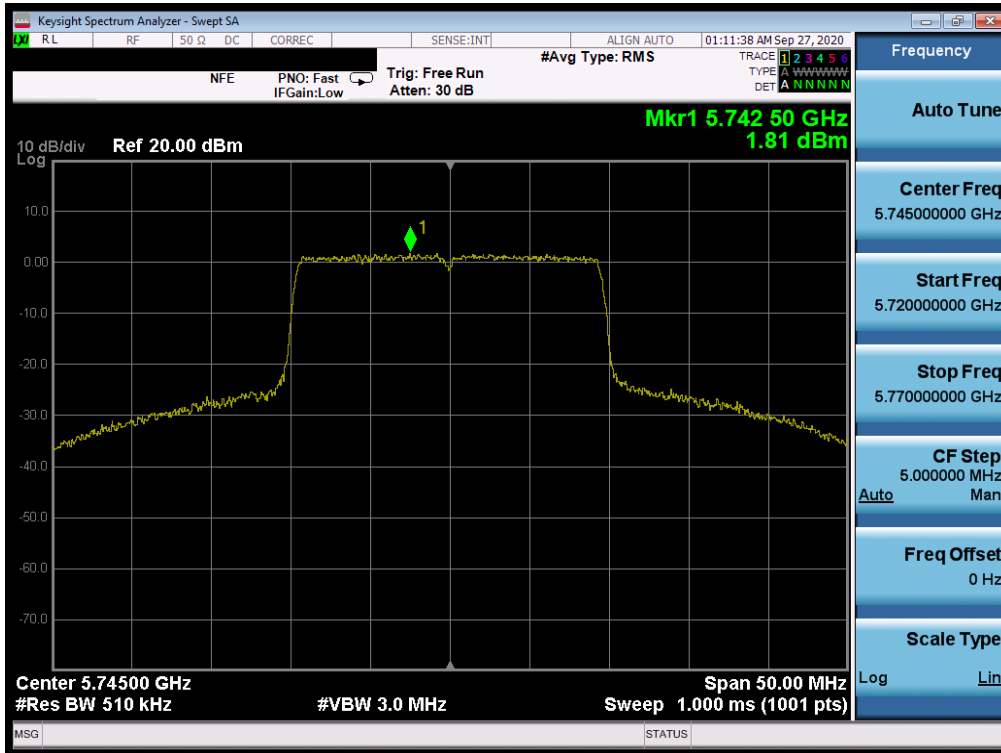 Keysight Spectrum Analyzer - Swept SA
LXI RL RF 50 Ω DC CORREC SENSE:INT ALIGN AUTO 01:11:38 AM Sep 27, 2020
NFE
PNO: Fast
IFGain:Low
Trig: Free Run
Atten: 30 dB
#Avg Type: RMS
TRACE 1 2 3 4 5 6
TYPE A WWWWW
DET A N N N N N
Mkr1 5.742 50 GHz
1.81 dBm
10 dB/div
Log
Ref 20.00 dBm
1
10.0
0.00
-10.0
-20.0
-30.0
-40.0
-50.0
-60.0
-70.0
Center 5.74500 GHz
Span 50.00 MHz
#Res BW 510 kHz
#VBW 3.0 MHz
Sweep 1.000 ms (1001 pts)
MSG
STATUS
Frequency
Auto Tune
Center Freq
5.745000000 GHz
Start Freq
5.720000000 GHz
Stop Freq
5.770000000 GHz
CF Step
5.000000 MHz
Auto Man
Freq Offset
0 Hz
Scale Type
Log Lin